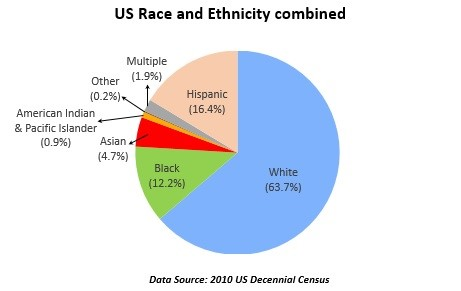 US Race and Ethnicity combined
Multiple
(1.9%)
Other
(0.2%)
American Indian
& Pacific Islander
(0.9%)
Asian
(4.7%)
Hispanic
(16.4%)
Black
(12.2%)
White
(63.7%)
Data Source: 2010 US Decennial Census